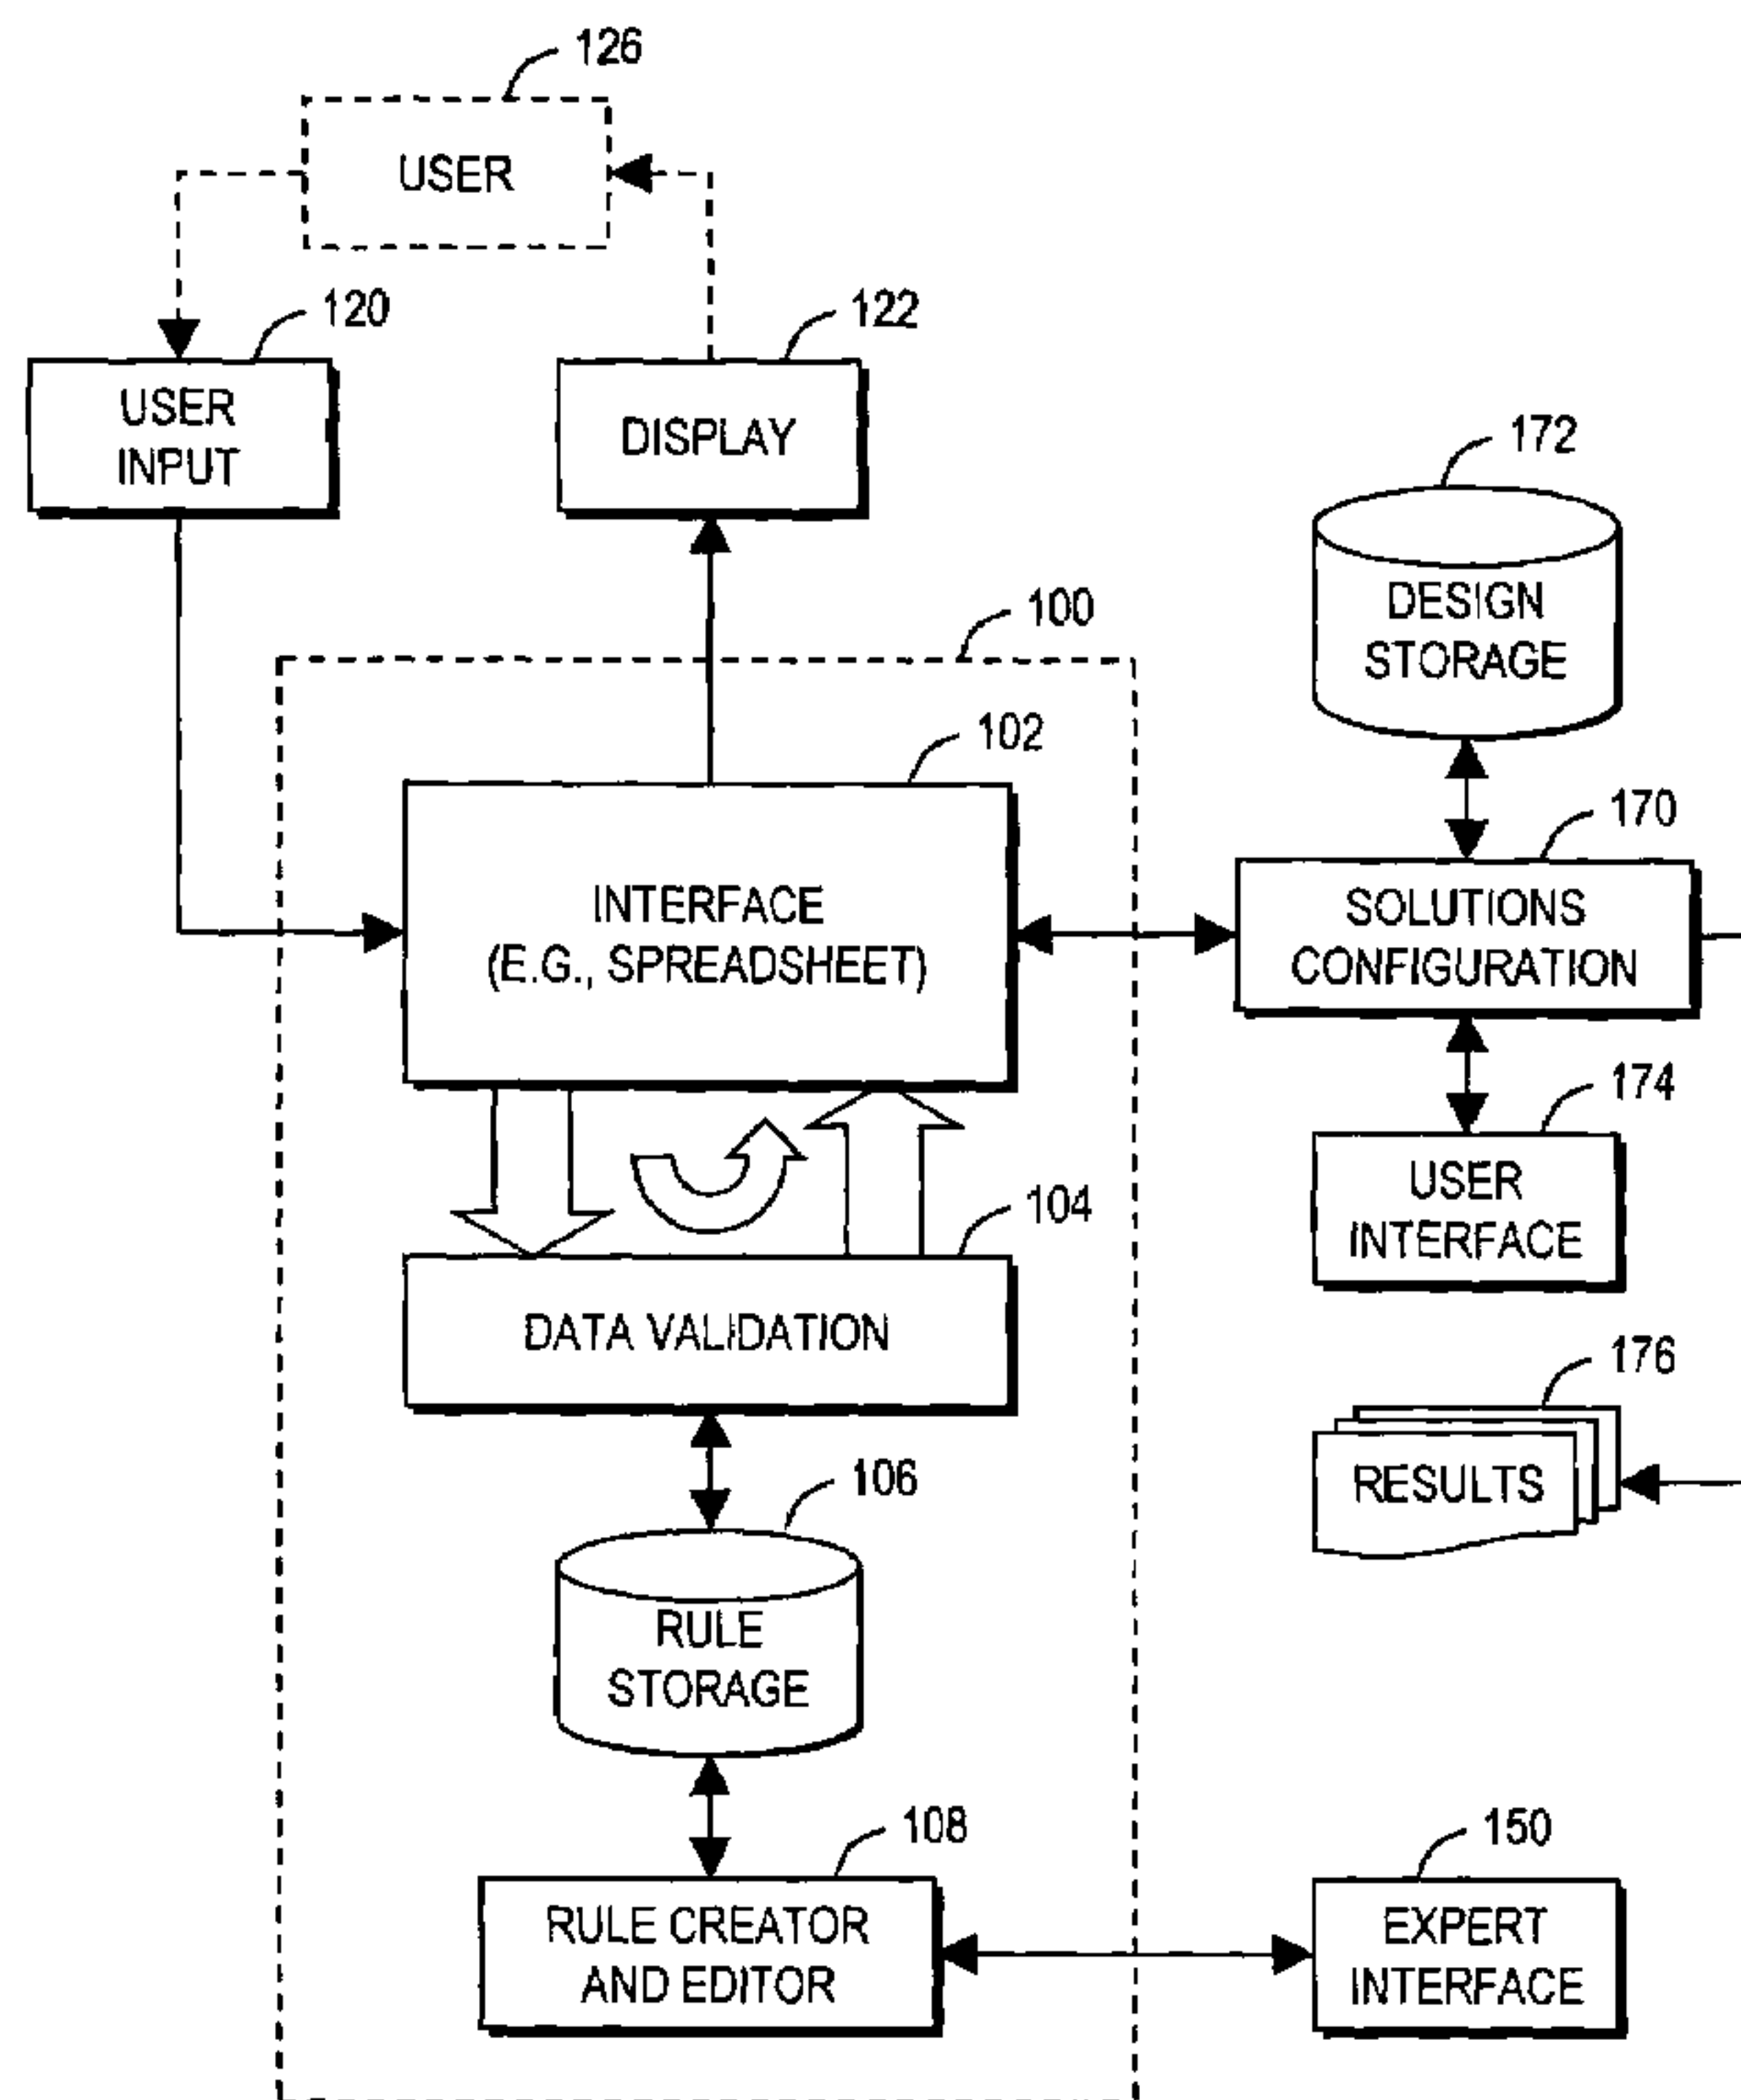 126
USER
120
USER
INPUT
122
DISPLAY
172
DESIGN
STORAGE
100
102
INTERFACE
(E.G., SPREADSHEET)
170
SOLUTIONS
CONFIGURATION
174
USER
INTERFACE
104
DATA VALIDATION
176
RESULTS
106
RULE
STORAGE
108
RULE CREATOR
AND EDITOR
150
EXPERT
INTERFACE